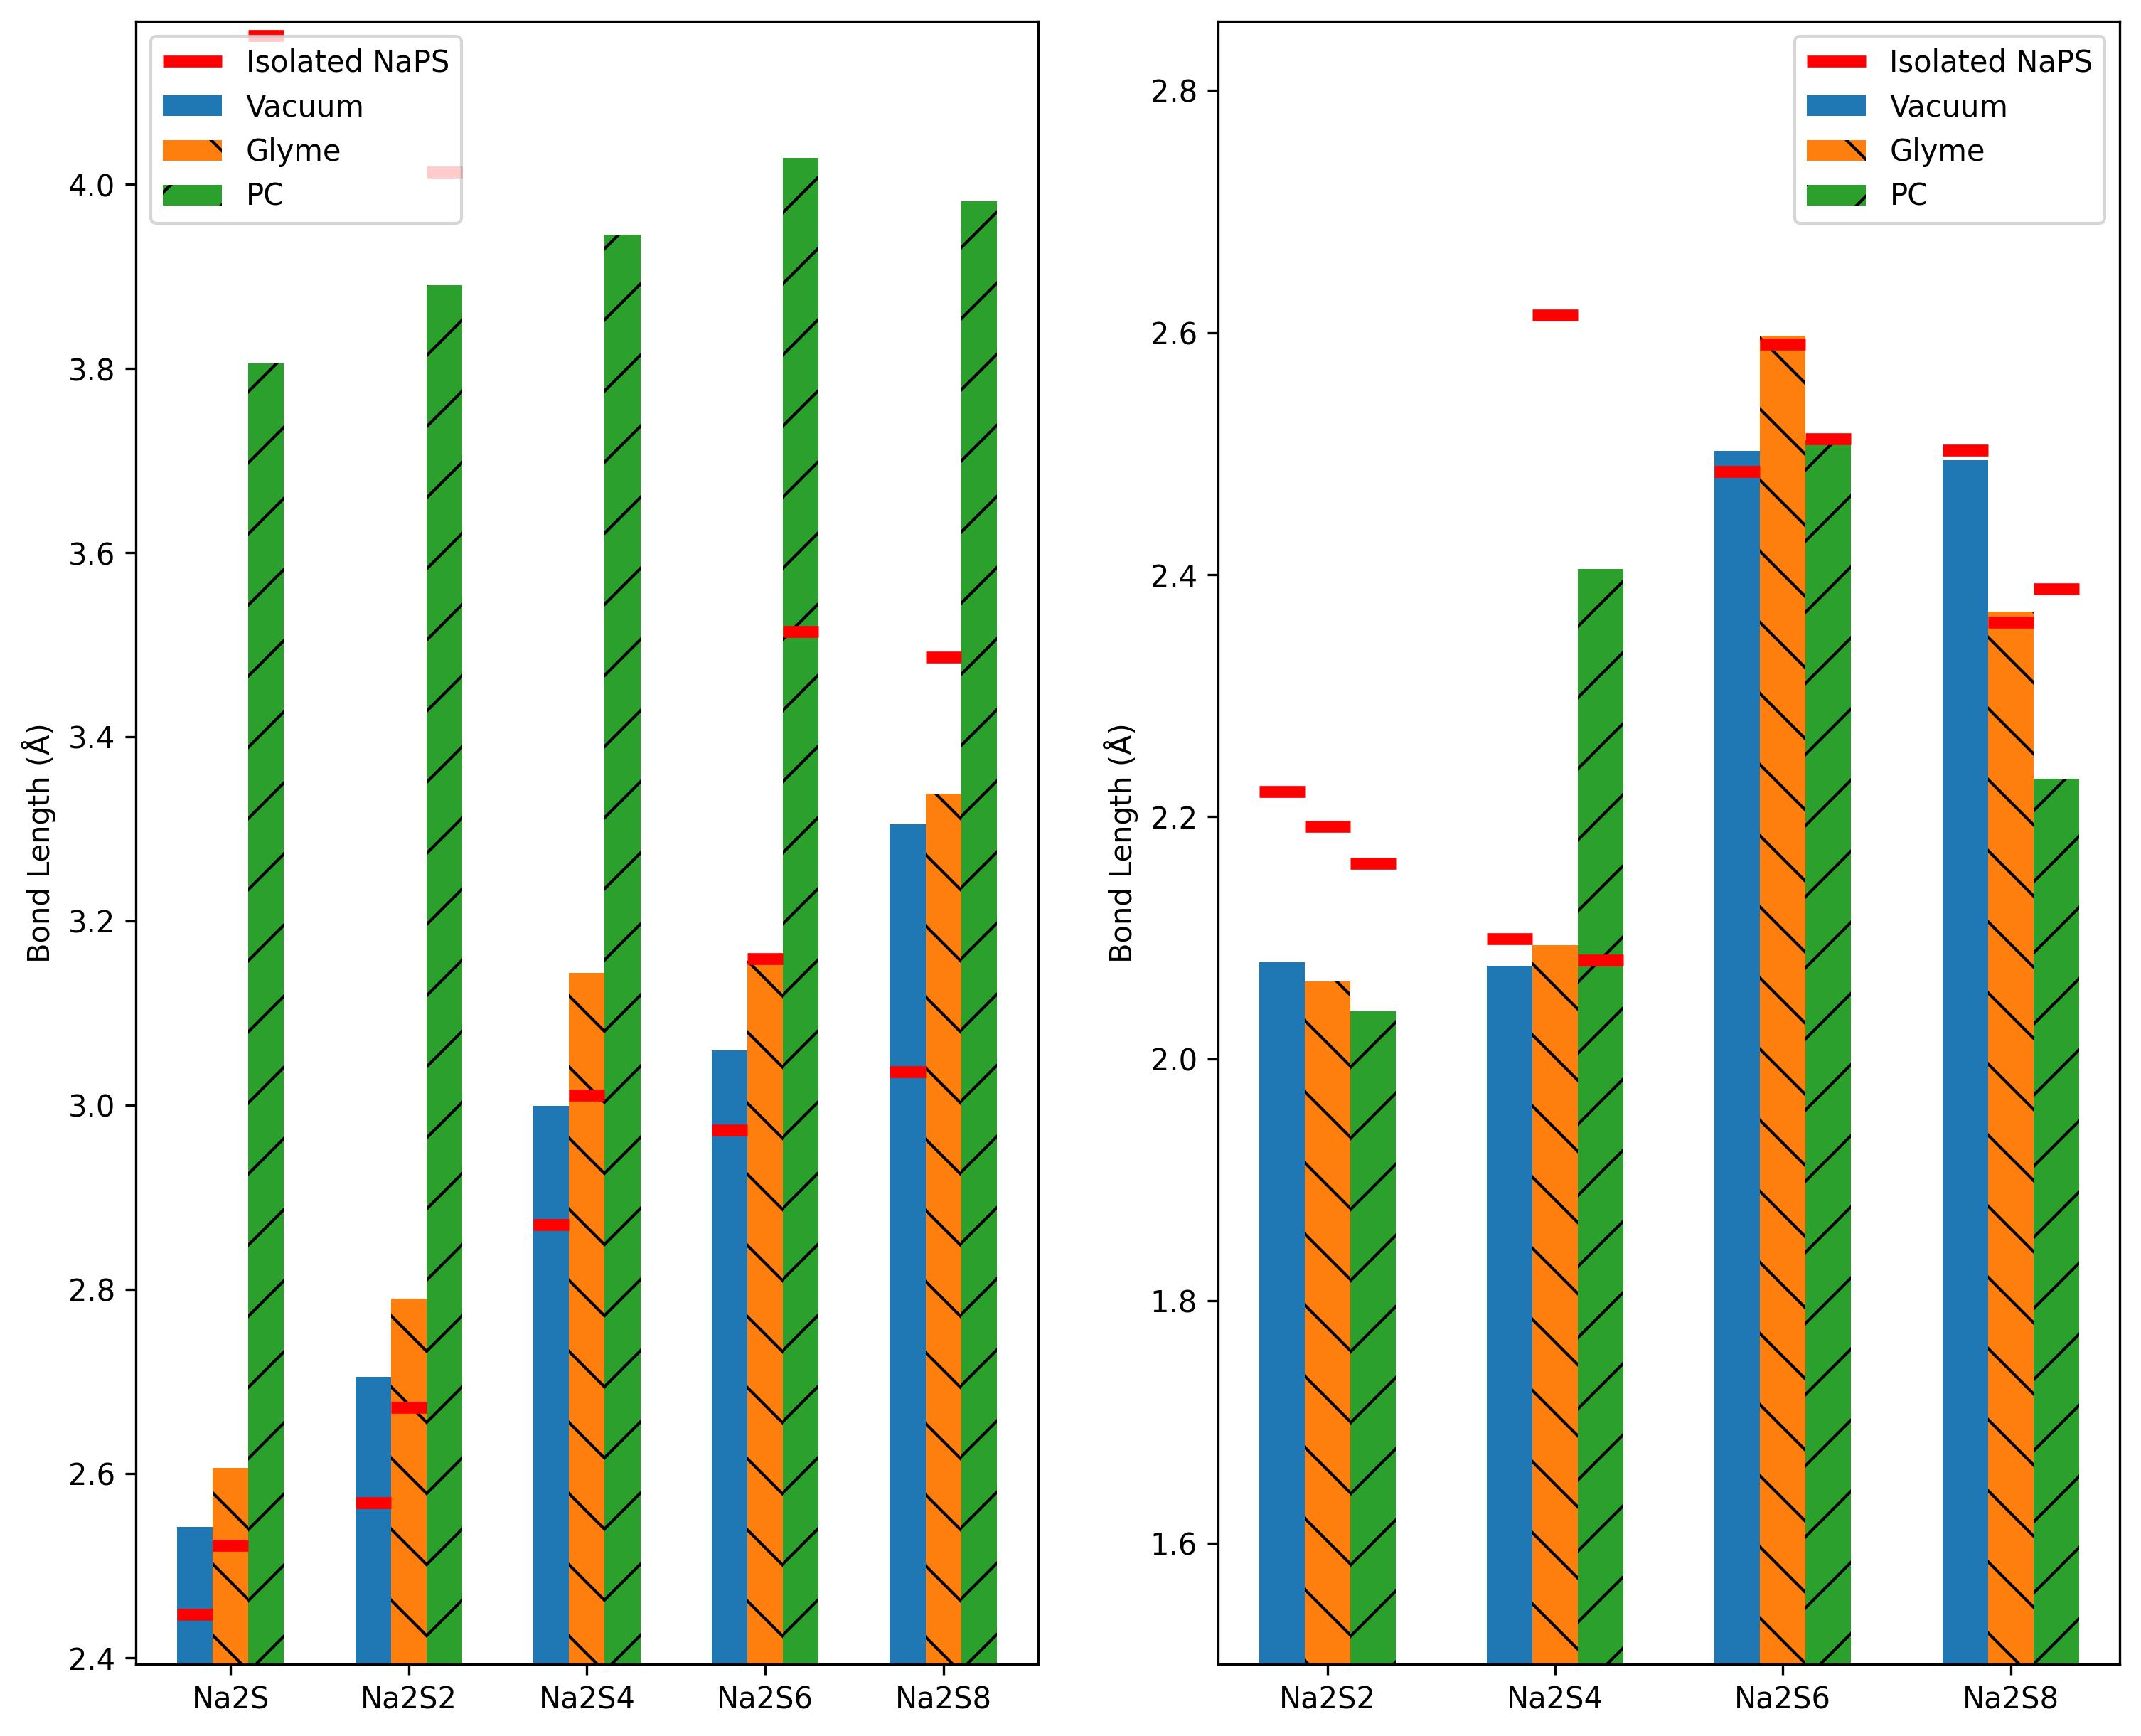 Isolated NaPS
Vacuum
Glyme
PC
Bond Length (Å)
4.0
3.8
3.6
3.4
3.2
3.0
2.8
2.6
2.4
Na2S
Na2S2
Na2S4
Na2S6
Na2S8
Isolated NaPS
Vacuum
Glyme
PC
Bond Length (Å)
2.8
2.6
2.4
2.2
2.0
1.8
1.6
Na2S2
Na2S4
Na2S6
Na2S8